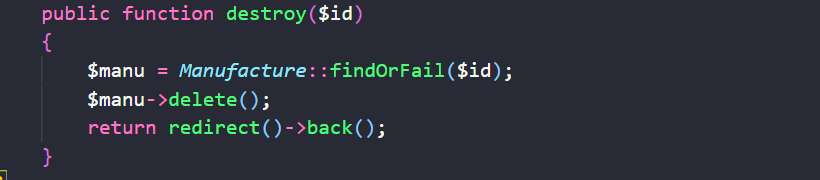 public function destroy($id)
{
$manu = Manufacture::findOrFail($id);
$manu->delete();
return redirect()->back();
}